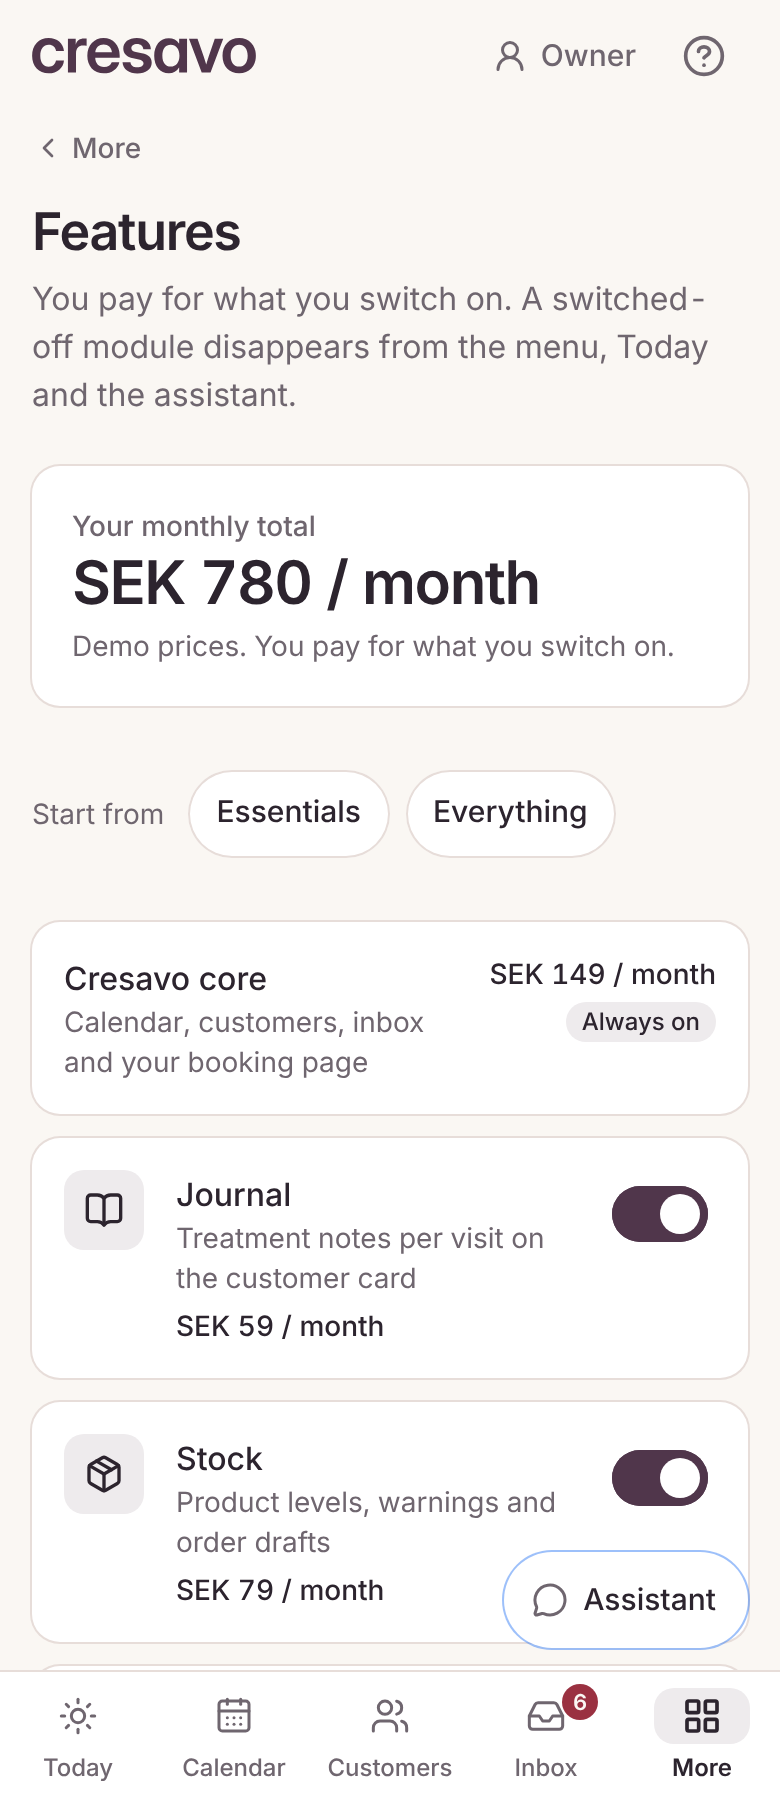 cresavo
Owner
More
Features
You pay for what you switch on. A switched-
off module disappears from the menu, Today
and the assistant.
Your monthly total
SEK 780 / month
Demo prices. You pay for what you switch on.
Start from
Essentials
Everything
Cresavo core
SEK 149 / month
Calendar, customers, inbox
and your booking page
Always on
Journal
Treatment notes per visit on
the customer card
SEK 59 / month
Stock
Product levels, warnings and
order drafts
SEK 79 / month
Assistant
6
Today
Calendar
Customers
Inbox
More